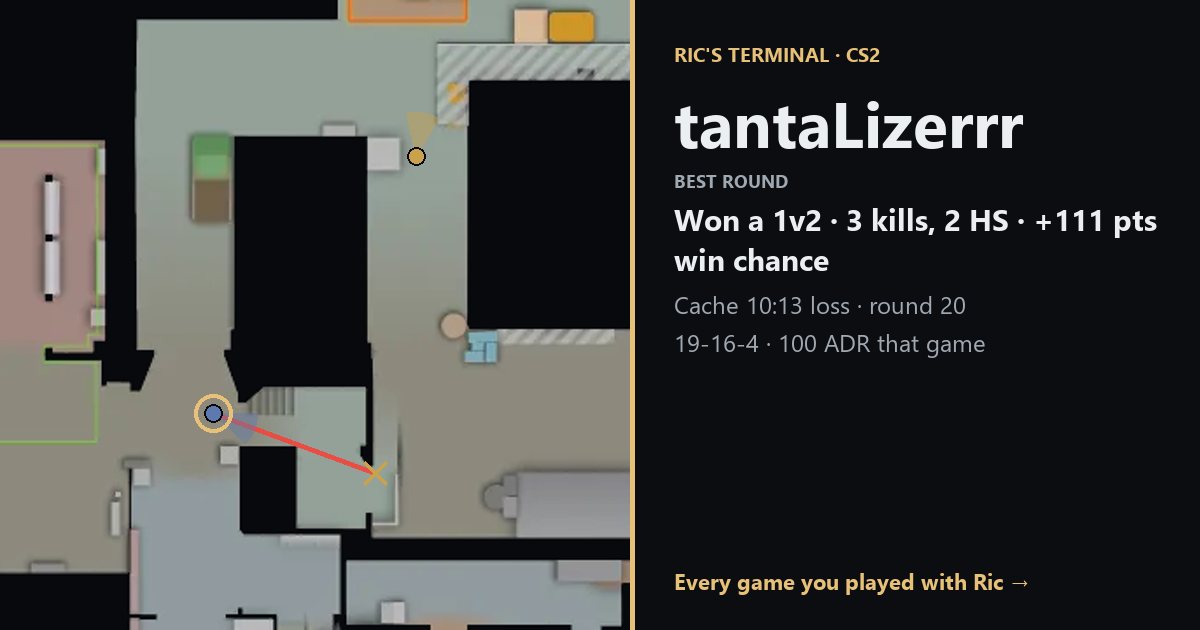 RIC'S TERMINAL · CS2
tantaLizerrr
BEST ROUND
Won a 1v2 · 3 kills, 2 HS · +111 pts
win chance
Cache 10:13 loss · round 20
19-16-4 · 100 ADR that game
Every game you played with Ric →